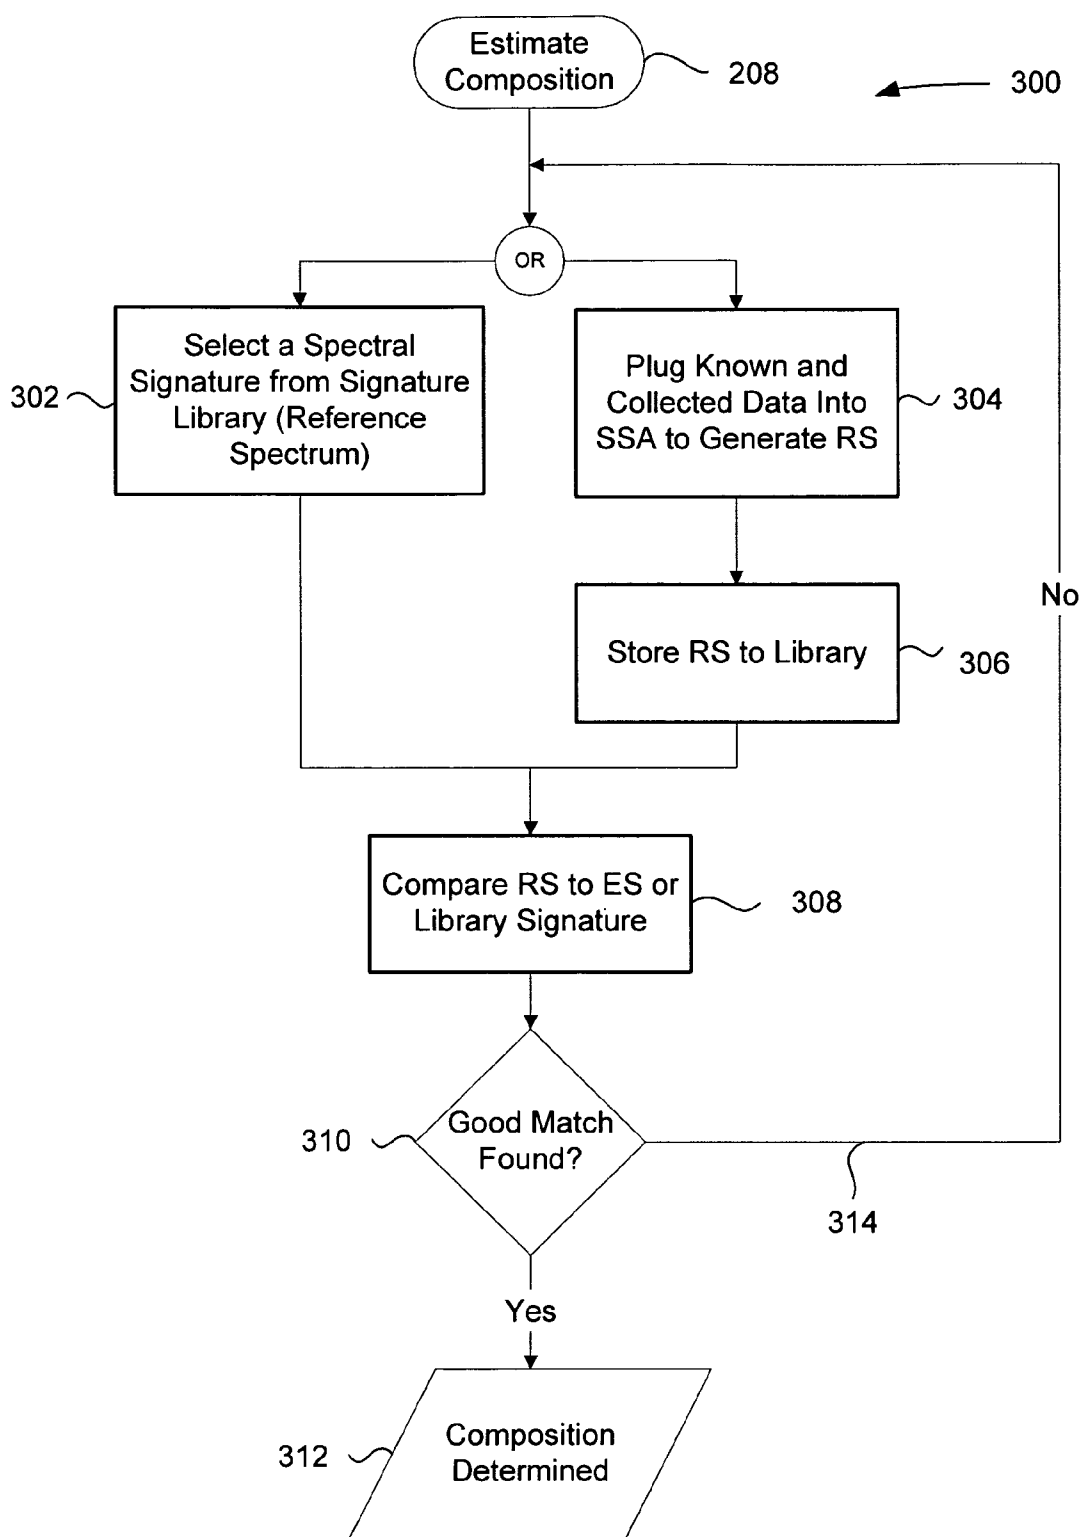 Estimate
Composition
208
300
OR
Select a Spectral
Signature from Signature
Library (Reference
Spectrum)
302
Plug Known and
Collected Data Into
SSA to Generate RS
304
No
Store RS to Library
306
Compare RS to ES or
Library Signature
308
Good Match
Found?
310
314
Yes
Composition
Determined
312